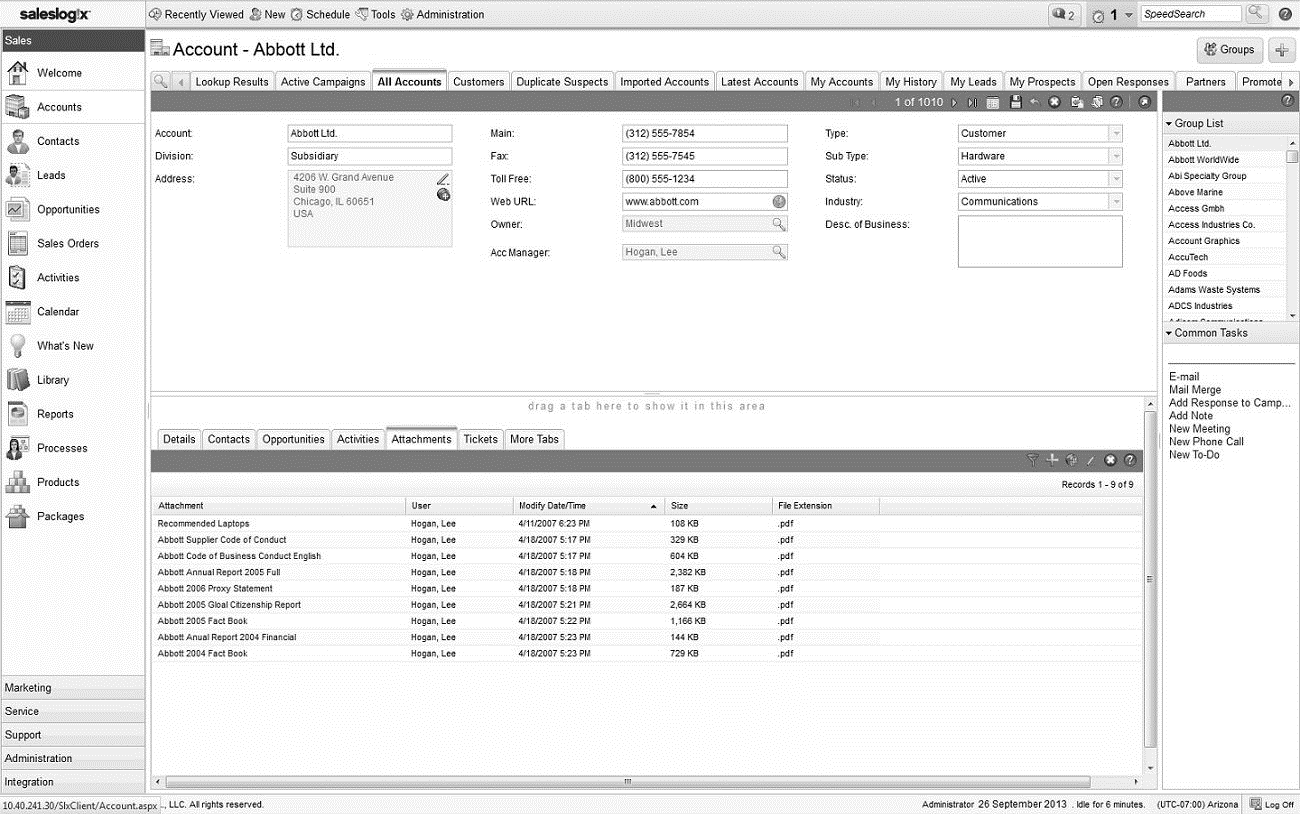 saleslogix
Recently Viewed New Schedule Tools Administration
2 1 SpeedSearch
Sales
Welcome
Accounts
Contacts
Leads
Opportunities
Sales Orders
Activities
Calendar
What's New
Library
Reports
Processes
Products
Packages
Marketing
Service
Support
Administration
Integration
Account - Abbott Ltd.
Groups
Lookup Results Active Campaigns All Accounts Customers Duplicate Suspects Imported Accounts Latest Accounts My Accounts My History My Leads My Prospects Open Responses Partners Promote
1 of 1010
Account: Abbott Ltd.
Division: Subsidiary
Address: 4206 W. Grand Avenue
Suite 900
Chicago, IL 60651
USA
Main: (312) 555-7854
Fax: (312) 555-7545
Toll Free: (800) 555-1234
Web URL: www.abbott.com
Owner: Midwest
Acc Manager: Hogan, Lee
Type: Customer
Sub Type: Hardware
Status: Active
Industry: Communications
Desc. of Business:
Group List
Abbott Ltd.
Abbott WorldWide
Abi Specialty Group
Above Marine
Access Gmbh
Access Industries Co.
Account Graphics
AccuTech
AD Foods
Adams Waste Systems
ADCS Industries
Common Tasks
E-mail
Mail Merge
Add Response to Camp...
Add Note
New Meeting
New Phone Call
New To-Do
drag a tab here to show it in this area
Details Contacts Opportunities Activities Attachments Tickets More Tabs
Records 1 - 9 of 9
Attachment User Modify Date/Time Size File Extension
Recommended Laptops Hogan, Lee 4/11/2007 6:23 PM 108 KB .pdf
Abbott Supplier Code of Conduct Hogan, Lee 4/18/2007 5:17 PM 329 KB .pdf
Abbott Code of Business Conduct English Hogan, Lee 4/18/2007 5:17 PM 604 KB .pdf
Abbott Annual Report 2005 Full Hogan, Lee 4/18/2007 5:18 PM 2,382 KB .pdf
Abbott 2006 Proxy Statement Hogan, Lee 4/18/2007 5:18 PM 187 KB .pdf
Abbott 2005 Gloal Citizenship Report Hogan, Lee 4/18/2007 5:21 PM 2,664 KB .pdf
Abbott 2005 Fact Book Hogan, Lee 4/18/2007 5:22 PM 1,166 KB .pdf
Abbott Anual Report 2004 Financial Hogan, Lee 4/18/2007 5:23 PM 144 KB .pdf
Abbott 2004 Fact Book Hogan, Lee 4/18/2007 5:23 PM 729 KB .pdf
10.40.241.30/SlxClient/Account.aspx ., LLC. All rights reserved.
Administrator 26 September 2013 . Idle for 6 minutes. (UTC-07:00) Arizona Log Off